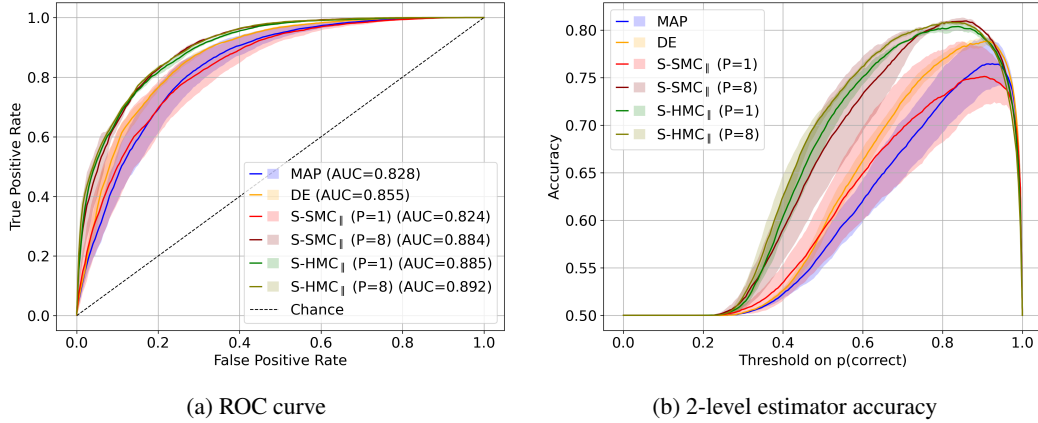 1.0
0.8
0.6
0.4
0.2
0.0
True Positive Rate
MAP (AUC=0.828)
DE (AUC=0.855)
S-SMC∥ (P=1) (AUC=0.824)
S-SMC∥ (P=8) (AUC=0.884)
S-HMC∥ (P=1) (AUC=0.885)
S-HMC∥ (P=8) (AUC=0.892)
Chance
0.0 0.2 0.4 0.6 0.8 1.0
False Positive Rate
(a) ROC curve
0.80
0.75
0.70
0.65
0.60
0.55
0.50
Accuracy
MAP
DE
S-SMC∥ (P=1)
S-SMC∥ (P=8)
S-HMC∥ (P=1)
S-HMC∥ (P=8)
0.0 0.2 0.4 0.6 0.8 1.0
Threshold on p(correct)
(b) 2-level estimator accuracy